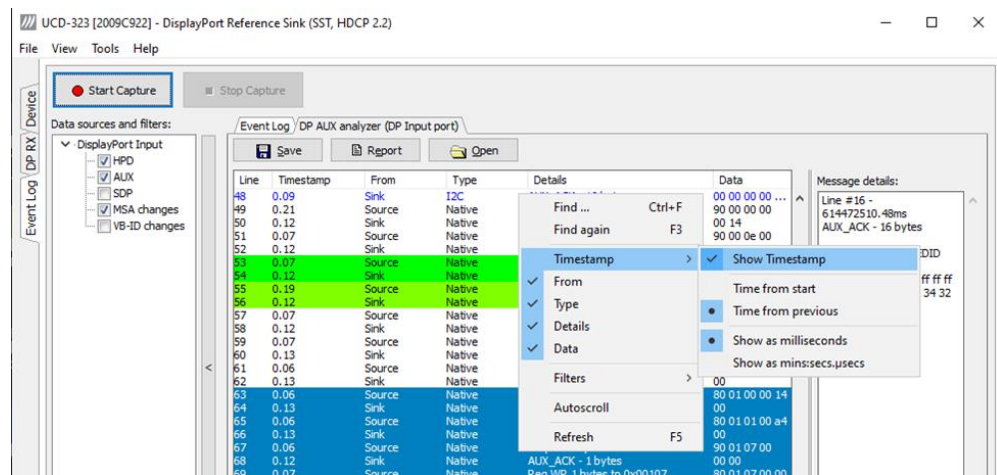 UCD-323 [2009C922] - DisplayPort Reference Sink (SST, HDCP 2.2)
File View Tools Help
Start Capture
Stop Capture
Device
DP RX
Event Log
Data sources and filters:
DisplayPort Input
HPD
AUX
SDP
MSA changes
VB-ID changes
<
Event Log
DP AUX analyzer (DP Input port)
Save
Report
Open
Line Timestamp From Type Details Data
48 0.09 Sink I2C 00 00 00 00 ...
49 0.21 Source Native 90 00 00 00
50 0.12 Sink Native 00 14
51 0.07 Source Native 90 00 0e 00
52 0.12 Sink Native
53 0.07 Source Native
54 0.12 Sink Native
55 0.19 Source Native
56 0.12 Sink Native
57 0.07 Source Native
58 0.12 Sink Native
59 0.07 Source Native
60 0.13 Sink Native
61 0.06 Source Native
62 0.13 Sink Native 00
63 0.06 Source Native 80 01 00 00 14
64 0.13 Sink Native 00
65 0.06 Source Native 80 01 01 00 a4
66 0.13 Sink Native 00
67 0.06 Source Native 90 01 07 00
68 0.12 Sink Native AUX_ACK - 1 bytes 00 00
69 0.07 Source Native Reg WR 1 bytes to 0x00107 80 01 07 00 00
Find ... Ctrl+F
Find again F3
Timestamp >
From
Type
Details
Data
Filters >
Autoscroll
Refresh F5
Show Timestamp
Time from start
Time from previous
Show as milliseconds
Show as mins:secs.µsecs
Message details:
Line #16 -
614472510.48ms
AUX_ACK - 16 bytes
EDID
ff ff ff
34 32